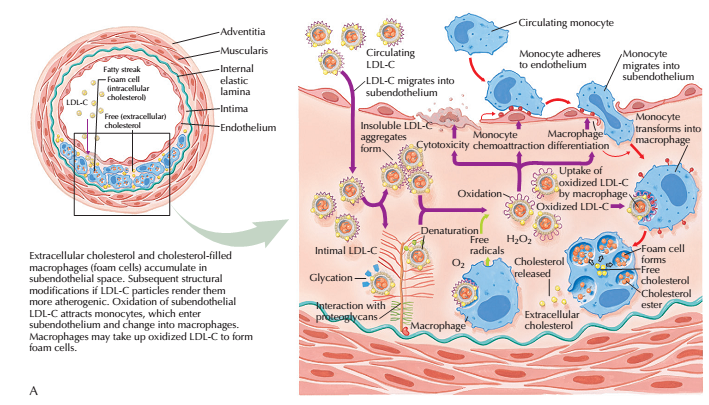 Adventitia
Muscularis
Internal
elastic
lamina
Intima
Endothelium
Fatty streak
Foam cell
(intracellular
cholesterol)
LDL-C
Free (extracellular)
cholesterol
Extracellular cholesterol and cholesterol-filled
macrophages (foam cells) accumulate in
subendothelial space. Subsequent structural
modifications if LDL-C particles render them
more atherogenic. Oxidation of subendothelial
LDL-C attracts monocytes, which enter
subendothelium and change into macrophages.
Macrophages may take up oxidized LDL-C to form
foam cells.
A
Circulating monocyte
Circulating
LDL-C
LDL-C migrates into
subendothelium
Monocyte adheres
to endothelium
Monocyte
migrates into
subendothelium
Monocyte
transforms into
macrophage
Insoluble LDL-C
aggregates
form
Cytotoxicity
Monocyte
chemoattraction
Macrophage
differentiation
Uptake of
oxidized LDL-C
by macrophage
Oxidation
Oxidized LDL-C
Denaturation
Free
radicals
H₂O₂
O₂
Intimal LDL-C
Glycation
Interaction with
proteoglycans
Macrophage
Cholesterol
released
Extracellular
cholesterol
Foam cell
forms
Free
cholesterol
Cholesterol
ester